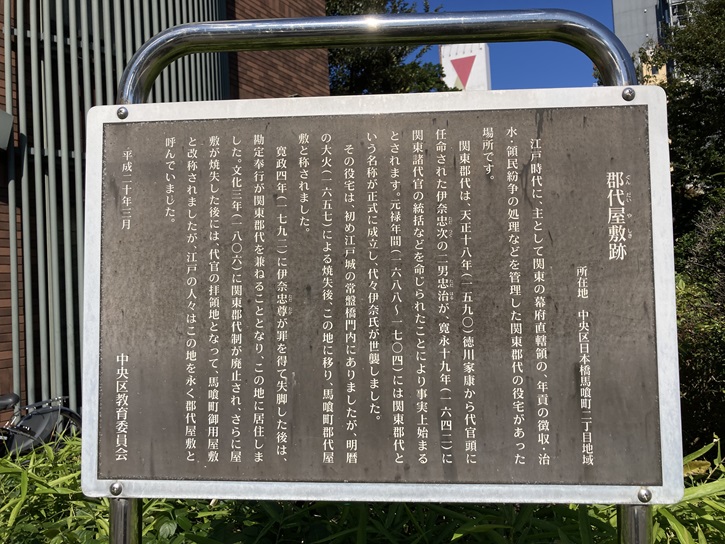 郡代屋敷跡
ぐんだいやしき
所在地　中央区日本橋馬喰町二丁目地域
江戸時代に、主として関東の幕府直轄領の、年貢の徴収・治
水・領民紛争の処理などを管理した関東郡代の役宅があった
場所です。
関東郡代は、天正十八年(一五九〇)徳川家康から代官頭に
任命された伊奈忠次の二男忠治が、寛永十九年(一六四二)に
関東諸代官の統括などを命じられたことにより事実上始まる
とされます。元禄年間(一六八八〜一七〇四)には関東郡代と
いう名称が正式に成立し、代々伊奈氏が世襲しました。
その役宅は、初め江戸城の常盤橋門内にありましたが、明暦
の大火(一六五七)による焼失後、この地に移り、馬喰町郡代屋
敷と称されました。
寛政四年(一七九二)に伊奈忠尊が罪を得て失脚した後は、
勘定奉行が関東郡代を兼ねることとなり、この地に居住しま
した。文化三年(一八〇六)に関東郡代制が廃止され、さらに屋
敷が焼失した後には、代官の拝領地となって、馬喰町御用屋敷
と改称されましたが、江戸の人々はこの地を永く郡代屋敷と
呼んでいました。
平成二十年三月
中央区教育委員会